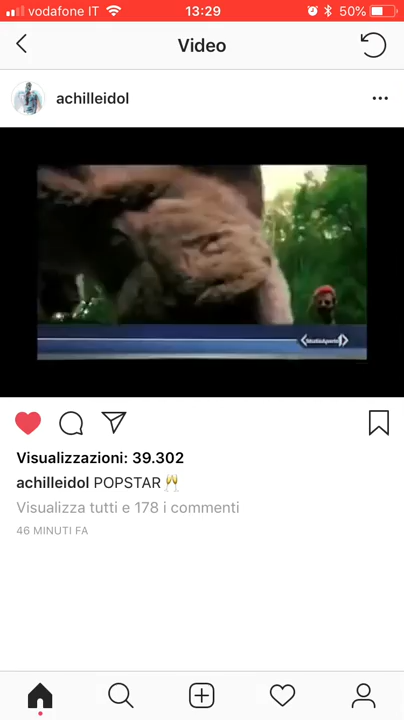 vodafone IT 13:29 50%
Video
achilleidol
StudioAperto
Visualizzazioni: 39.302
achilleidol POPSTAR 🥂
Visualizza tutti e 178 i commenti
46 MINUTI FA